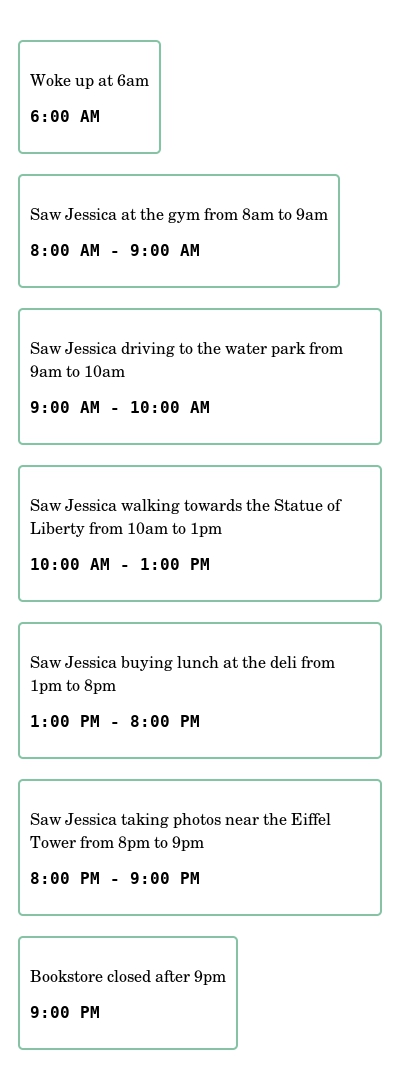 Woke up at 6am
6:00 AM
Saw Jessica at the gym from 8am to 9am
8:00 AM - 9:00 AM
Saw Jessica driving to the water park from
9am to 10am
9:00 AM - 10:00 AM
Saw Jessica walking towards the Statue of
Liberty from 10am to 1pm
10:00 AM - 1:00 PM
Saw Jessica buying lunch at the deli from
1pm to 8pm
1:00 PM - 8:00 PM
Saw Jessica taking photos near the Eiffel
Tower from 8pm to 9pm
8:00 PM - 9:00 PM
Bookstore closed after 9pm
9:00 PM